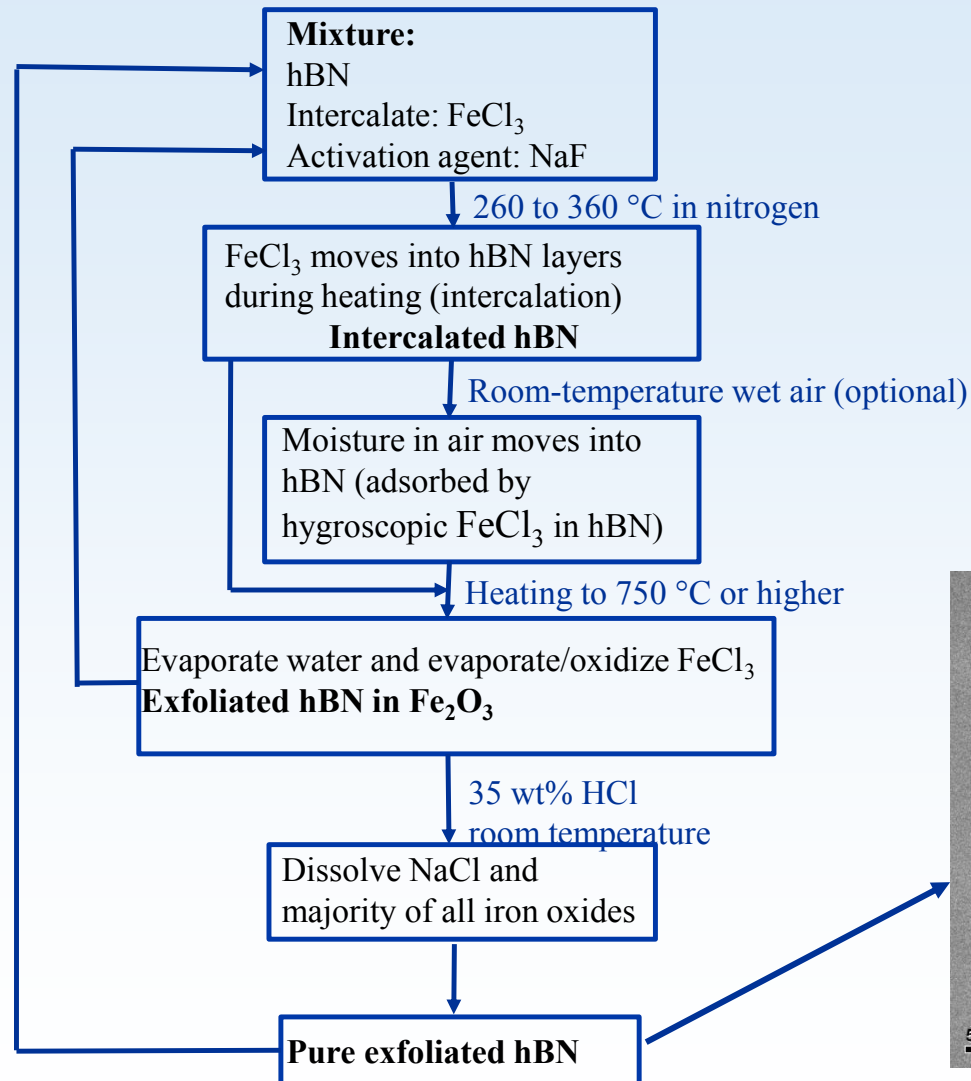 Mixture:
hBN
Intercalate: FeCl₃
Activation agent: NaF
260 to 360 °C in nitrogen
FeCl₃ moves into hBN layers
during heating (intercalation)
Intercalated hBN
Room-temperature wet air (optional)
Moisture in air moves into
hBN (adsorbed by
hygroscopic FeCl₃ in hBN)
Heating to 750 °C or higher
Evaporate water and evaporate/oxidize FeCl₃
Exfoliated hBN in Fe₂O₃
35 wt% HCl
room temperature
Dissolve NaCl and
majority of all iron oxides
Pure exfoliated hBN